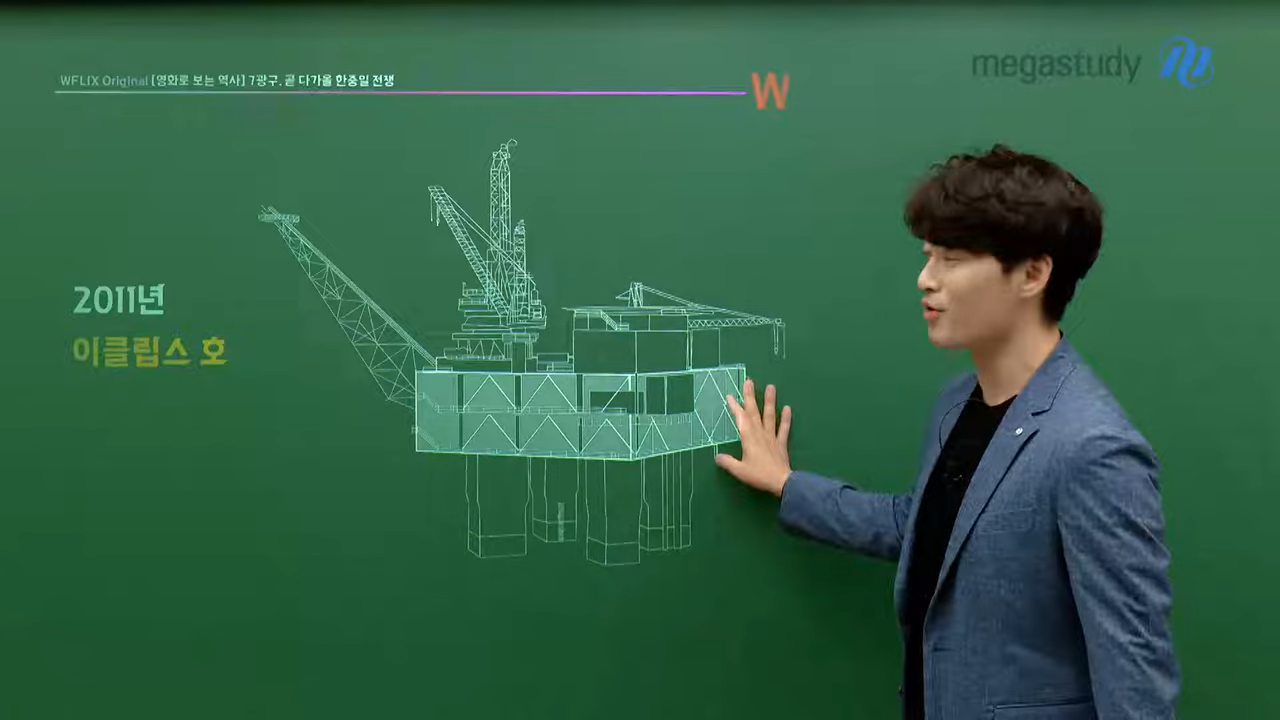 WFLIX Original [영화로 보는 역사] 7광구, 곧 다가올 한중일 전쟁
W
megastudy
2011년
이클립스 호